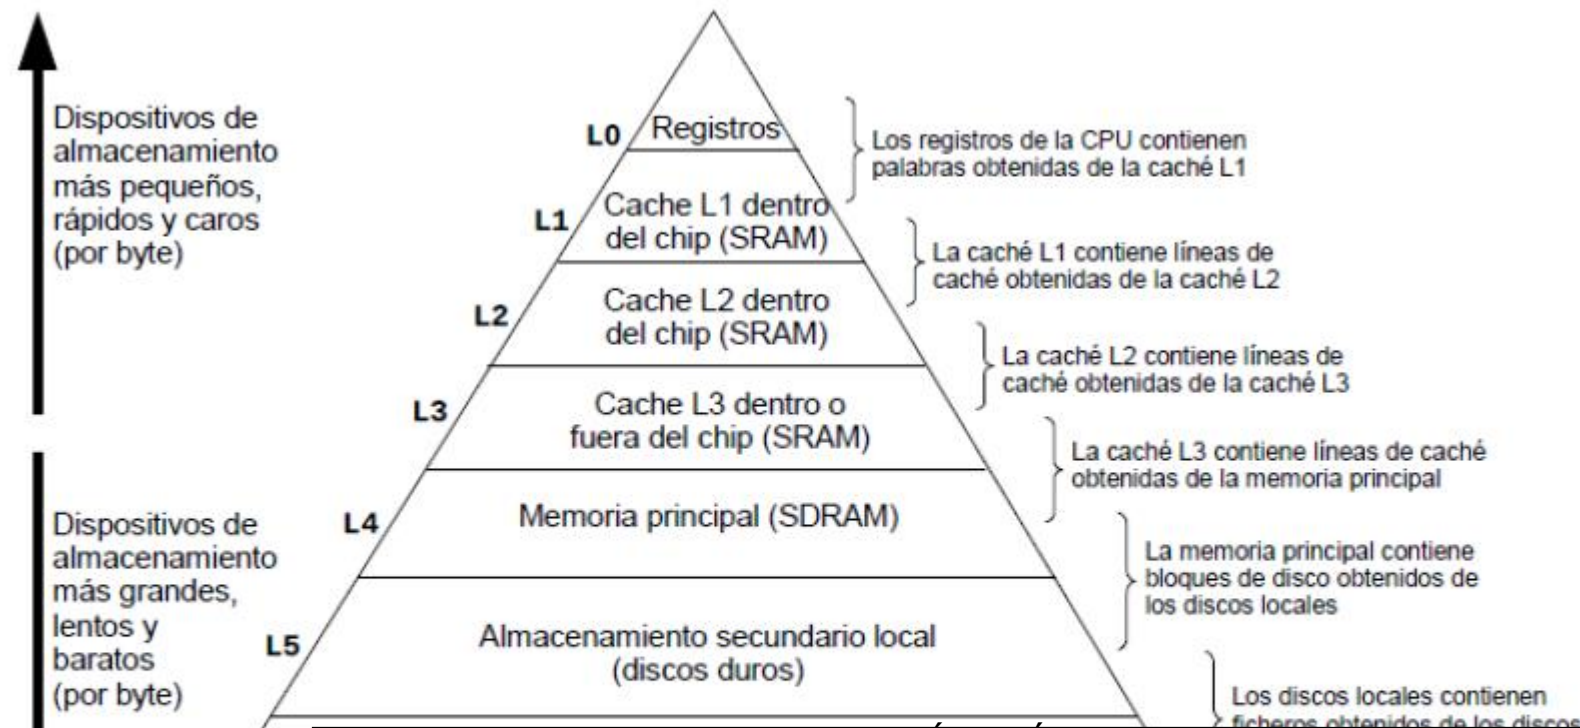 Dispositivos de
almacenamiento
más pequeños,
rápidos y caros
(por byte)
L0
Registros
Los registros de la CPU contienen
palabras obtenidas de la caché L1
L1
Cache L1 dentro
del chip (SRAM)
La caché L1 contiene líneas de
caché obtenidas de la caché L2
L2
Cache L2 dentro
del chip (SRAM)
La caché L2 contiene líneas de
caché obtenidas de la caché L3
L3
Cache L3 dentro o
fuera del chip (SRAM)
La caché L3 contiene líneas de caché
obtenidas de la memoria principal
Dispositivos de
almacenamiento
más grandes,
lentos y
baratos
(por byte)
L4
Memoria principal (SDRAM)
La memoria principal contiene
bloques de disco obtenidos de
los discos locales
L5
Almacenamiento secundario local
(discos duros)
Los discos locales contienen
ficheros obtenidos de los discos